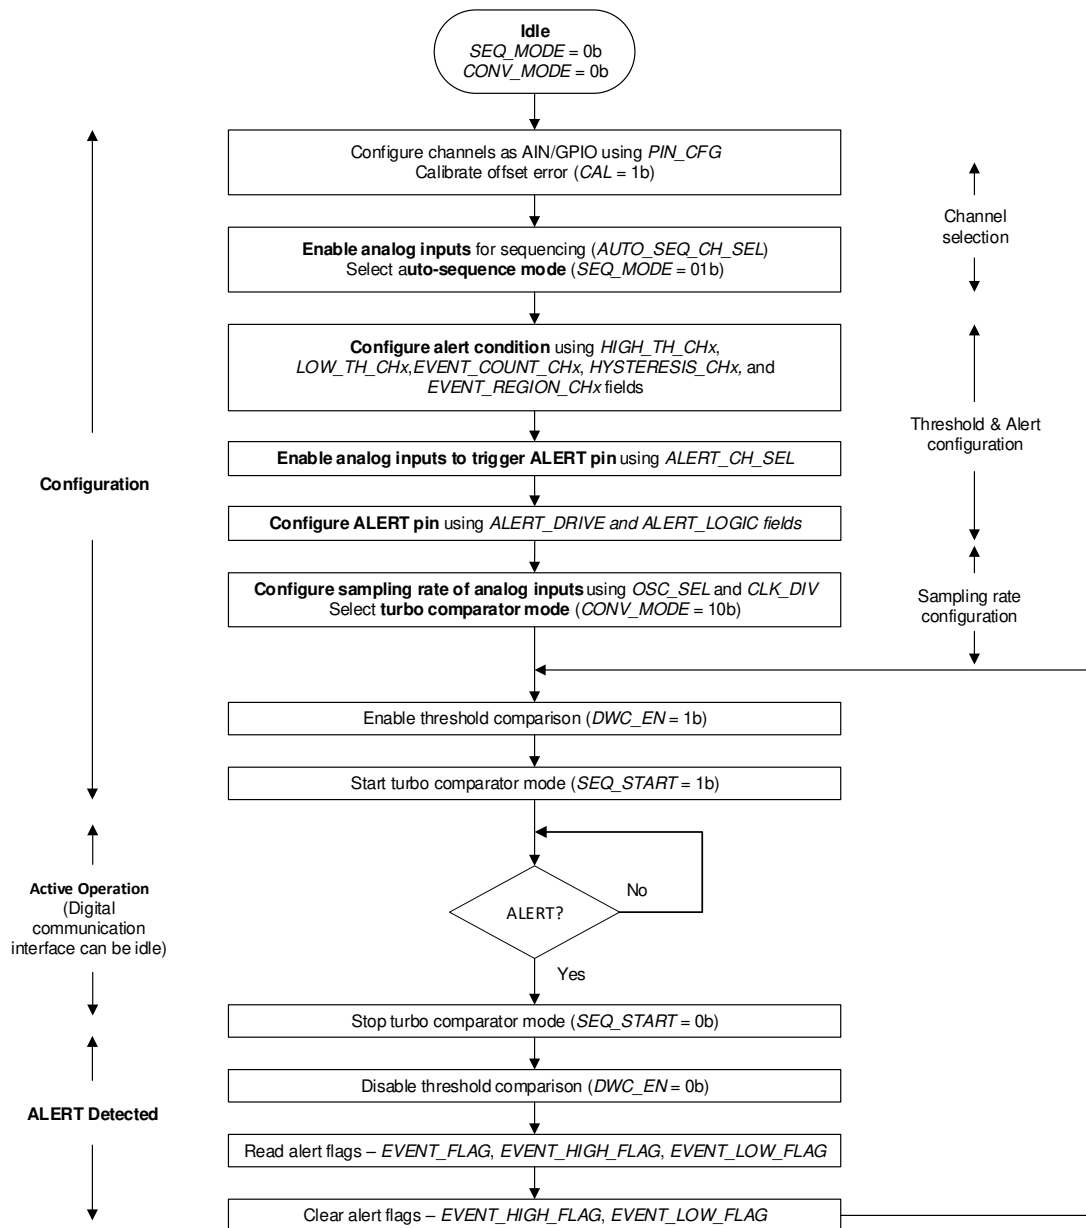 Idle
SEQ_MODE = 0b
CONV_MODE = 0b
Configure channels as AIN/GPIO using PIN_CFG
Calibrate offset error (CAL = 1b)
Channel
selection
Enable analog inputs for sequencing (AUTO_SEQ_CH_SEL)
Select auto-sequence mode (SEQ_MODE = 01b)
Configure alert condition using HIGH_TH_CHx,
LOW_TH_CHx,EVENT_COUNT_CHx, HYSTERESIS_CHx, and
EVENT_REGION_CHx fields
Threshold & Alert
configuration
Enable analog inputs to trigger ALERT pin using ALERT_CH_SEL
Configuration
Configure ALERT pin using ALERT_DRIVE and ALERT_LOGIC fields
Configure sampling rate of analog inputs using OSC_SEL and CLK_DIV
Select turbo comparator mode (CONV_MODE = 10b)
Sampling rate
configuration
Enable threshold comparison (DWC_EN = 1b)
Start turbo comparator mode (SEQ_START = 1b)
Active Operation
(Digital
communication
interface can be idle)
ALERT?
No
Yes
Stop turbo comparator mode (SEQ_START = 0b)
Disable threshold comparison (DWC_EN = 0b)
ALERT Detected
Read alert flags – EVENT_FLAG, EVENT_HIGH_FLAG, EVENT_LOW_FLAG
Clear alert flags – EVENT_HIGH_FLAG, EVENT_LOW_FLAG